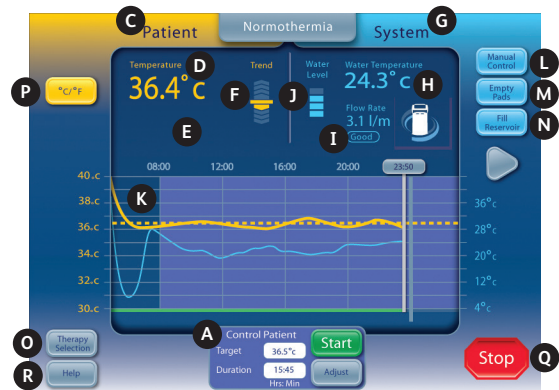 C
Patient
Normothermia
System
G
Temperature
D
36.4°c
Trend
F
Water
Level
J
Water Temperature
24.3°c
H
Flow Rate
3.1 l/m
Good
I
E
P
°C/°F
Manual
Control
L
Empty
Pads
M
Fill
Reservoir
N
08:00
12:00
16:00
20:00
23:50
40.c
38.c
36.c
34.c
32.c
30.c
K
36°c
28°c
20°c
12°c
4°c
A
Control Patient
Target
36.5°c
Start
Duration
15:45
Hrs: Min
Adjust
O
Therapy
Selection
R
Help
Stop
Q